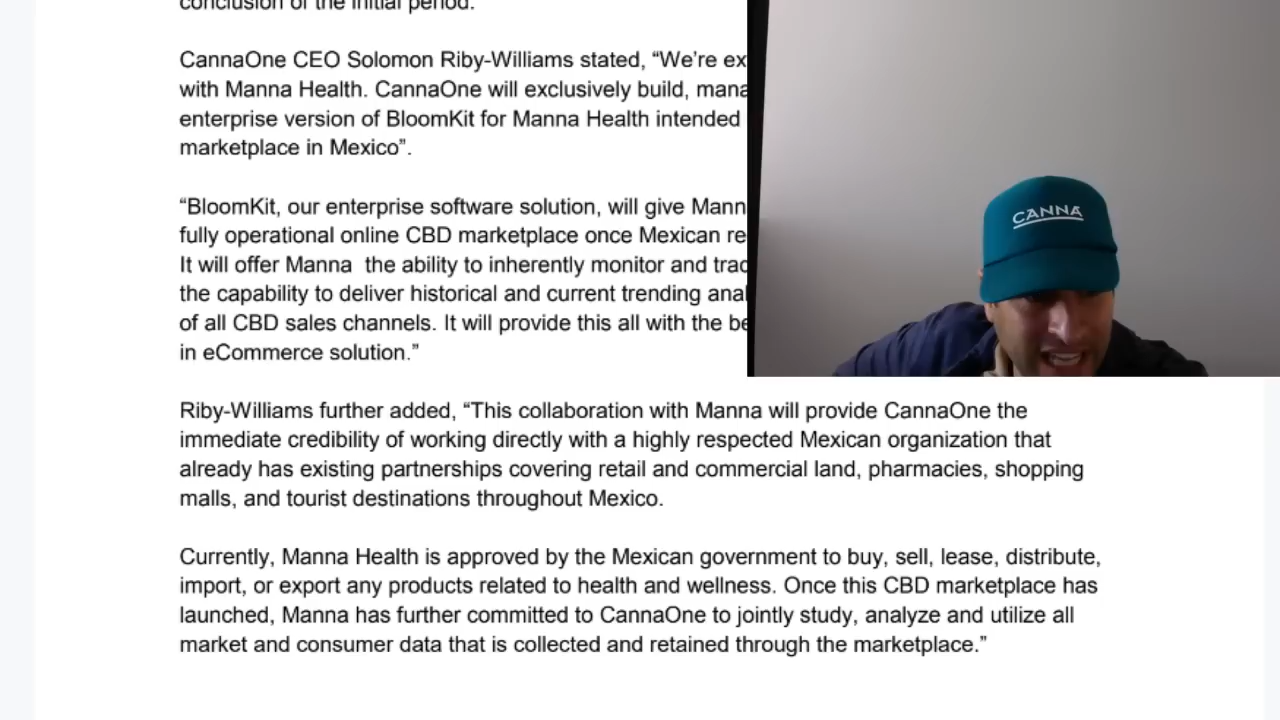 conclusion of the initial period.
CannaOne CEO Solomon Riby-Williams stated, “We’re ex
with Manna Health. CannaOne will exclusively build, mana
enterprise version of BloomKit for Manna Health intended
marketplace in Mexico”.
“BloomKit, our enterprise software solution, will give Mann
fully operational online CBD marketplace once Mexican re
It will offer Manna  the ability to inherently monitor and trac
the capability to deliver historical and current trending anal
of all CBD sales channels. It will provide this all with the be
in eCommerce solution.”
CANNA
Riby-Williams further added, “This collaboration with Manna will provide CannaOne the
immediate credibility of working directly with a highly respected Mexican organization that
already has existing partnerships covering retail and commercial land, pharmacies, shopping
malls, and tourist destinations throughout Mexico.
Currently, Manna Health is approved by the Mexican government to buy, sell, lease, distribute,
import, or export any products related to health and wellness. Once this CBD marketplace has
launched, Manna has further committed to CannaOne to jointly study, analyze and utilize all
market and consumer data that is collected and retained through the marketplace.”